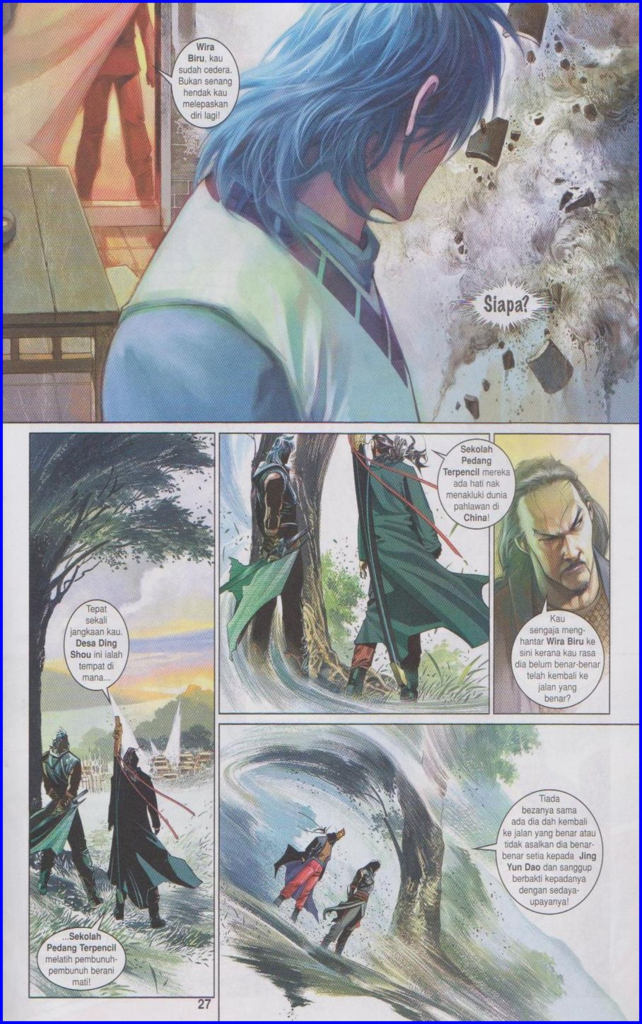 Wira
Biru, kau
sudah cedera.
Bukan senang
hendak kau
melepaskan
diri lagi!
Siapa?
Tepat
sekali
jangkaan kau.
Desa Ding
Shou ini ialah
tempat di
mana...
...Sekolah
Pedang Terpencil
melatih pembunuh-
pembunuh berani
mati!
Sekolah
Pedang
Terpencil mereka
ada hati nak
menakluki dunia
pahlawan di
China!
Kau
sengaja meng-
hantar Wira Biru ke
sini kerana kau rasa
dia belum benar-benar
telah kembali ke
jalan yang
benar?
Tiada
bezanya sama
ada dia dah kembali
ke jalan yang benar atau
tidak asalkan dia benar-
benar setia kepada Jing
Yun Dao dan sanggup
berbakti kepadanya
dengan sedaya-
upayanya!
27